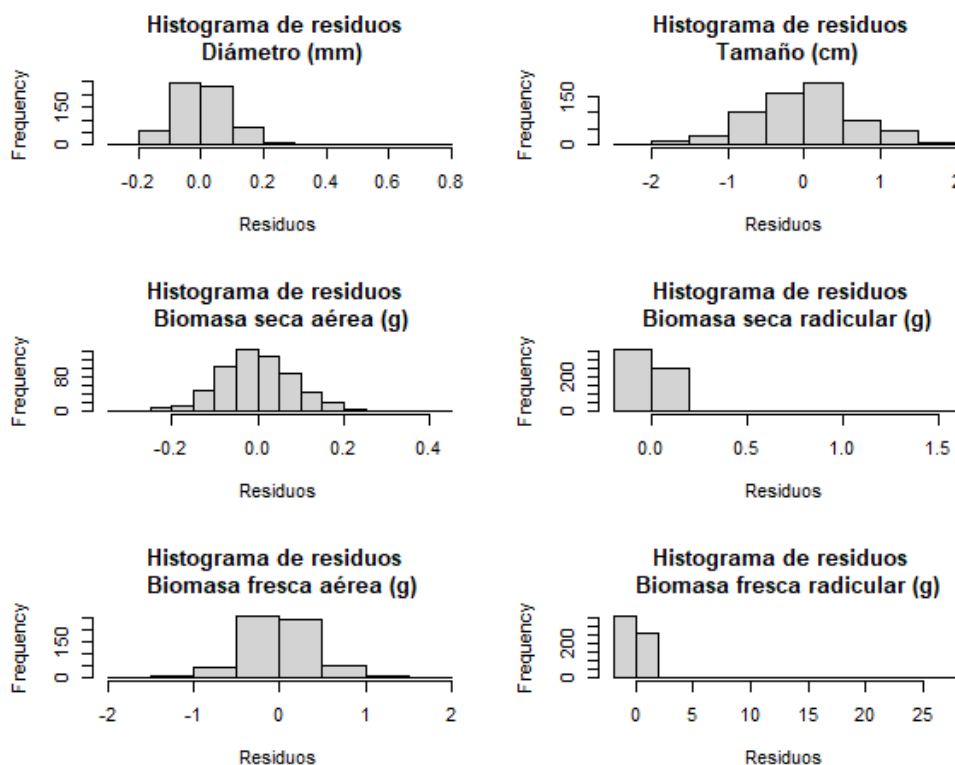 Histograma de residuos
Diámetro (mm)
Frequency
0 150
-0.2 0.0 0.2 0.4 0.6 0.8
Residuos
Histograma de residuos
Tamaño (cm)
Frequency
0 150
-2 -1 0 1 2
Residuos
Histograma de residuos
Biomasa seca aérea (g)
Frequency
0 80
-0.2 0.0 0.2 0.4
Residuos
Histograma de residuos
Biomasa seca radicular (g)
Frequency
0 200
0.0 0.5 1.0 1.5
Residuos
Histograma de residuos
Biomasa fresca aérea (g)
Frequency
0 150
-2 -1 0 1 2
Residuos
Histograma de residuos
Biomasa fresca radicular (g)
Frequency
0 200
0 5 10 15 20 25
Residuos